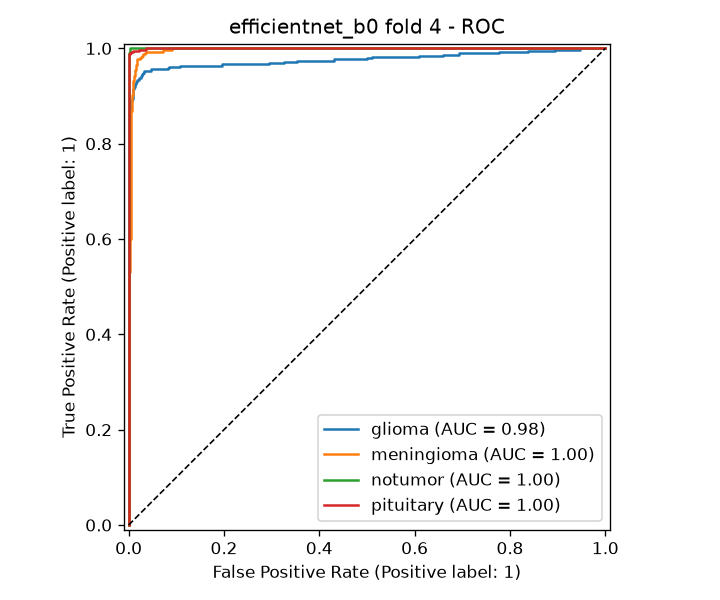 efficientnet_b0 fold 4 - ROC
1.0
0.8
0.6
0.4
0.2
0.0
True Positive Rate (Positive label: 1)
glioma (AUC = 0.98)
meningioma (AUC = 1.00)
notumor (AUC = 1.00)
pituitary (AUC = 1.00)
0.0 0.2 0.4 0.6 0.8 1.0
False Positive Rate (Positive label: 1)